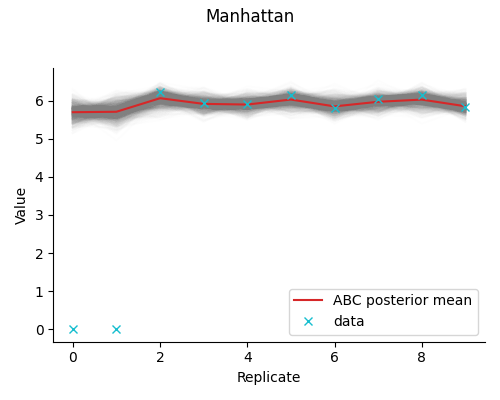 Manhattan
6
5
4
3
2
1
0
Value
0 2 4 6 8
Replicate
ABC posterior mean
data